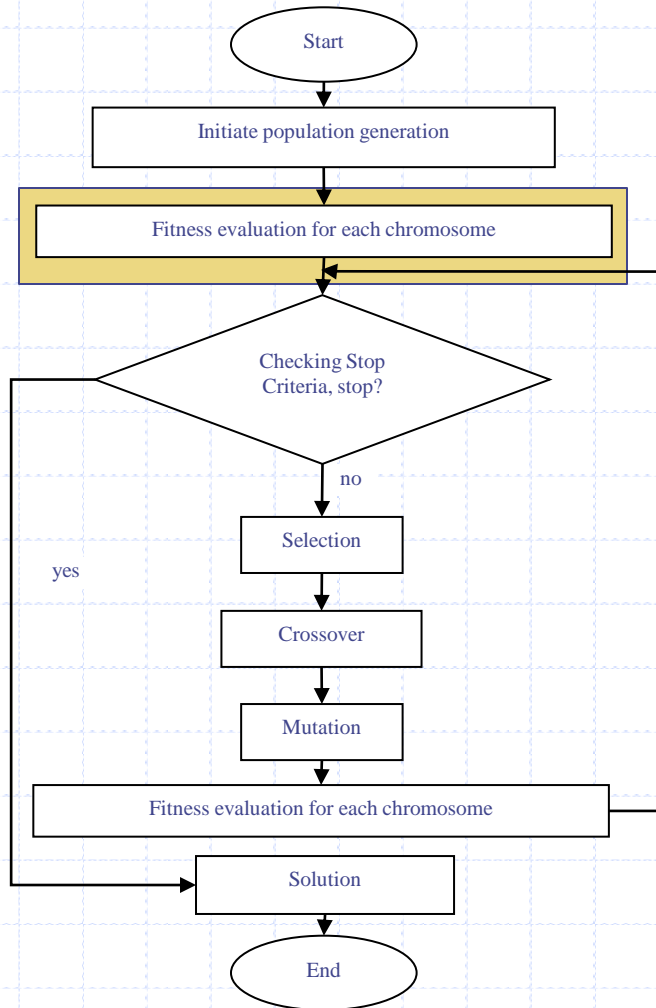 Start
Initiate population generation
Fitness evaluation for each chromosome
Checking Stop
Criteria, stop?
no
Selection
yes
Crossover
Mutation
Fitness evaluation for each chromosome
Solution
End